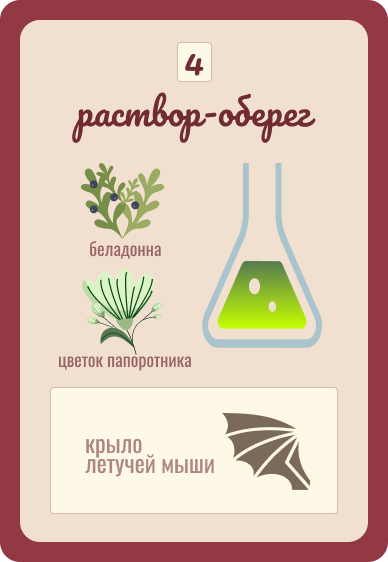 4
раствор-оберег
беладонна
цветок папоротника
крыло
летучей мыши